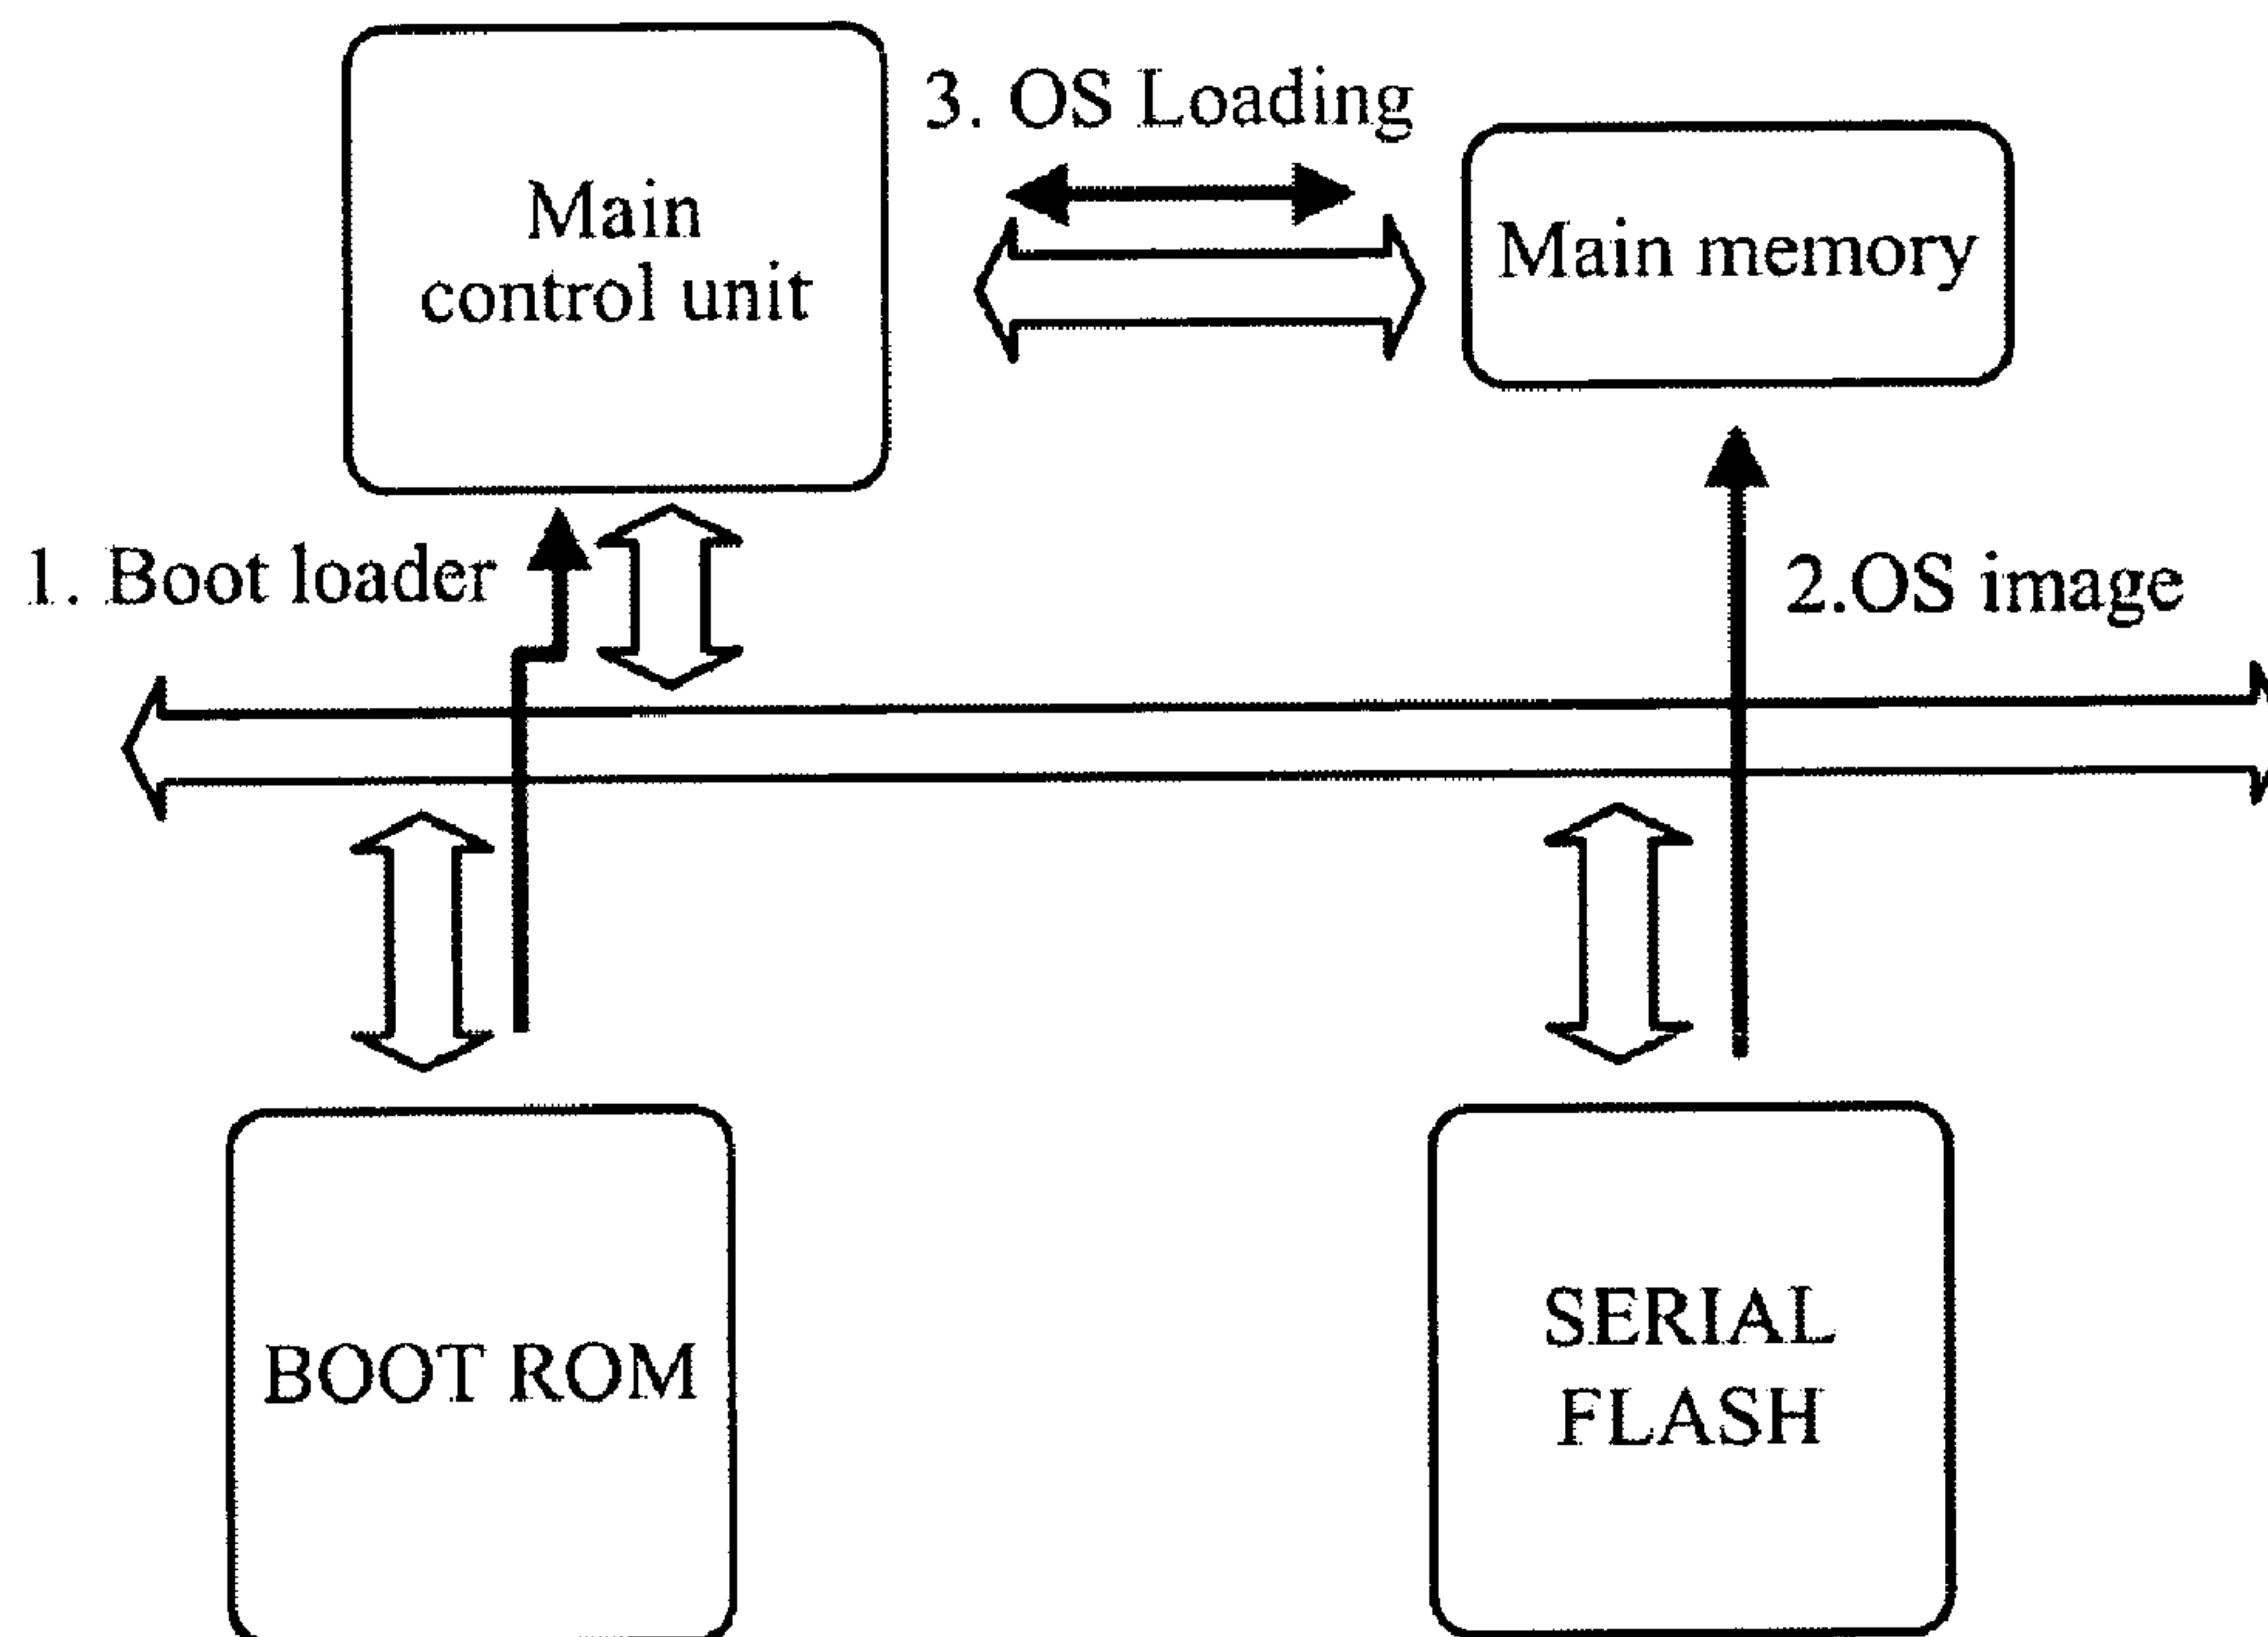 3. OS Loading
Main
control unit
Main memory
1. Boot loader
2.OS image
BOOT ROM
SERIAL
FLASH